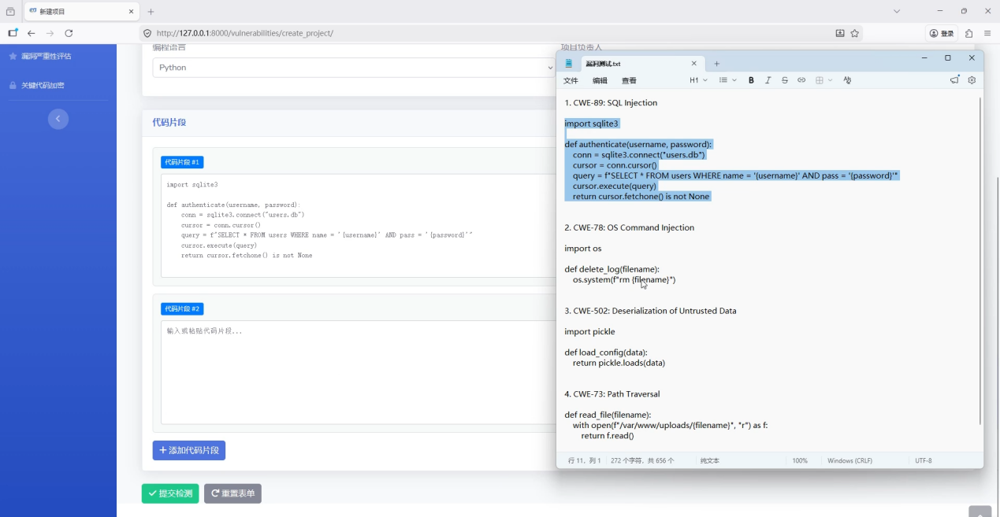 新建项目
http://127.0.0.1:8000/vulnerabilities/create_project/
登录
漏洞严重性评估
关键代码加密
编程语言
项目负责人
Python
代码片段
代码片段 #1
import sqlite3
def authenticate(username, password):
conn = sqlite3.connect("users.db")
cursor = conn.cursor()
query = f"SELECT * FROM users WHERE name = '{username}' AND pass = '{password}'"
cursor.execute(query)
return cursor.fetchone() is not None
代码片段 #2
输入或粘贴代码片段...
添加代码片段
提交检测
重置表单
漏洞测试.txt
文件 编辑 查看
H1
1. CWE-89: SQL Injection
import sqlite3
def authenticate(username, password):
conn = sqlite3.connect("users.db")
cursor = conn.cursor()
query = f"SELECT * FROM users WHERE name = '{username}' AND pass = '{password}'"
cursor.execute(query)
return cursor.fetchone() is not None
2. CWE-78: OS Command Injection
import os
def delete_log(filename):
os.system(f"rm {filename}")
3. CWE-502: Deserialization of Untrusted Data
import pickle
def load_config(data):
return pickle.loads(data)
4. CWE-73: Path Traversal
def read_file(filename):
with open(f"/var/www/uploads/{filename}", "r") as f:
return f.read()
行 11, 列 1 272 个字符, 共 656 个 纯文本 100% Windows (CRLF) UTF-8